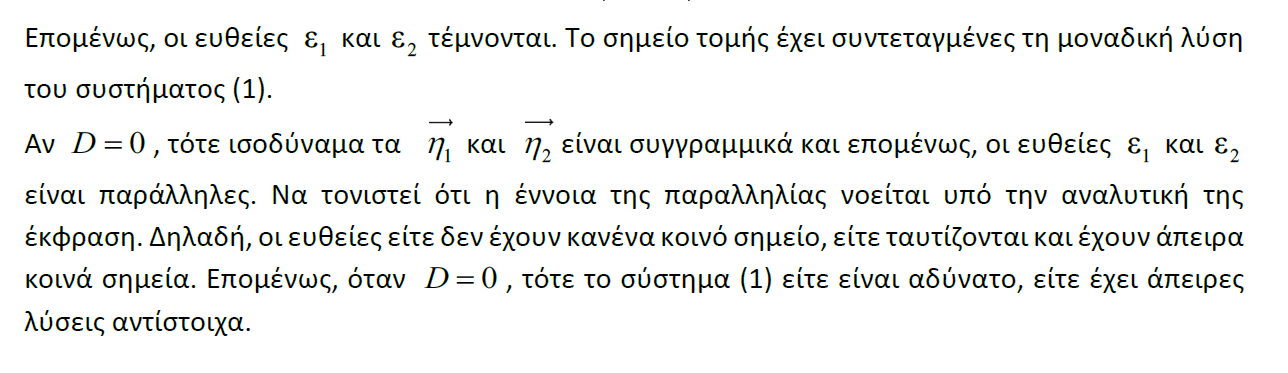 Επομένως, οι ευθείες ε₁ και ε₂ τέμνονται. Το σημείο τομής έχει συντεταγμένες τη μοναδική λύση
του συστήματος (1).
Αν D = 0 , τότε ισοδύναμα τα η₁⃗ και η₂⃗ είναι συγγραμμικά και επομένως, οι ευθείες ε₁ και ε₂
είναι παράλληλες. Να τονιστεί ότι η έννοια της παραλληλίας νοείται υπό την αναλυτική της
έκφραση. Δηλαδή, οι ευθείες είτε δεν έχουν κανένα κοινό σημείο, είτε ταυτίζονται και έχουν άπειρα
κοινά σημεία. Επομένως, όταν D = 0 , τότε το σύστημα (1) είτε είναι αδύνατο, είτε έχει άπειρες
λύσεις αντίστοιχα.